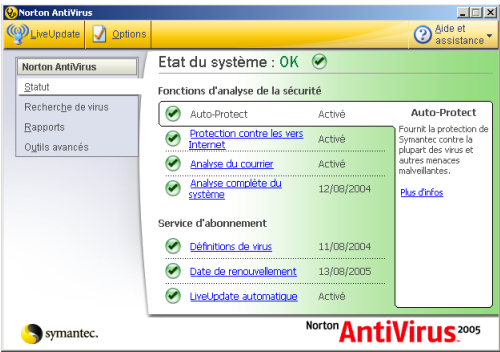 Norton AntiVirus
LiveUpdate Options Aide et assistance
Norton AntiVirus
Statut
Recherche de virus
Rapports
Outils avancés
Etat du système : OK
Fonctions d'analyse de la sécurité
Auto-Protect Activé
Protection contre les vers
Internet Activé
Analyse du courrier Activé
Analyse complète du
système 12/08/2004
Service d'abonnement
Définitions de virus 11/08/2004
Date de renouvellement 13/08/2005
LiveUpdate automatique Activé
Auto-Protect
Fournit la protection de
Symantec contre la
plupart des virus et
autres menaces
malveillantes.
Plus d'infos
symantec.
Norton AntiVirus 2005